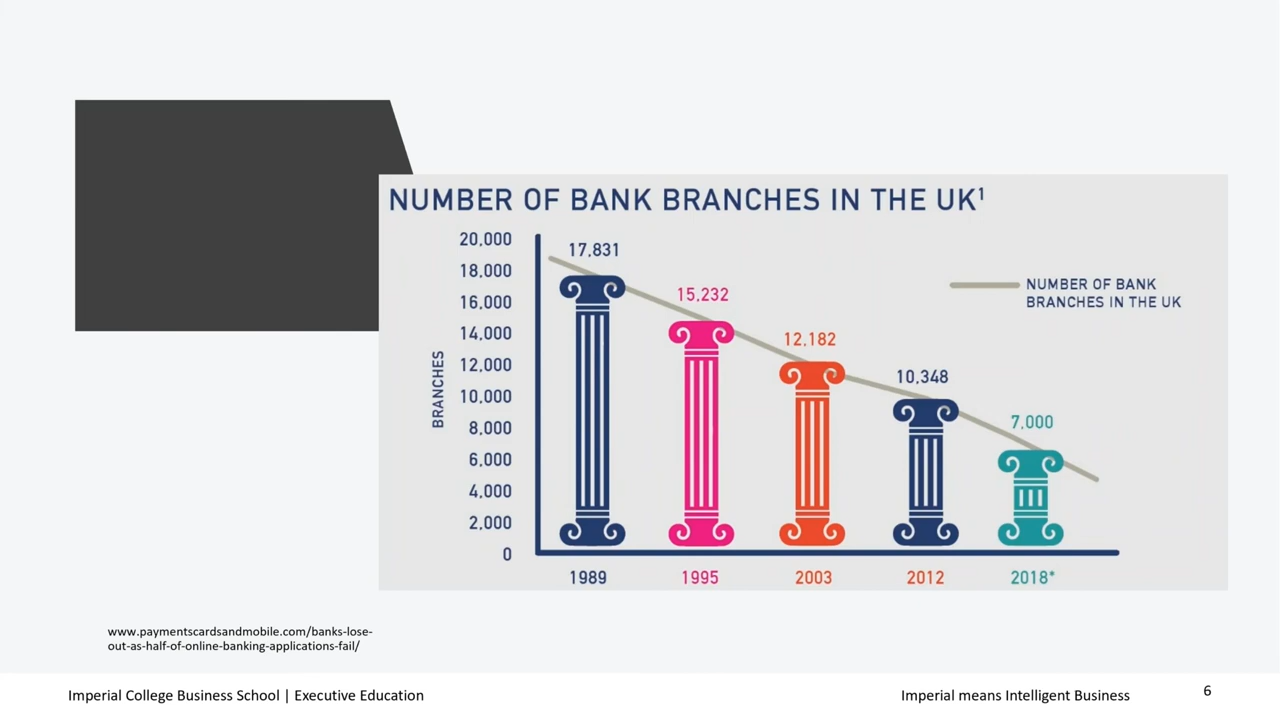 NUMBER OF BANK BRANCHES IN THE UK¹
20,000
18,000
16,000
14,000
12,000
10,000
8,000
6,000
4,000
2,000
0
BRANCHES
17,831
15,232
12,182
10,348
7,000
NUMBER OF BANK
BRANCHES IN THE UK
1989
1995
2003
2012
2018*
www.paymentscardsandmobile.com/banks-lose-
out-as-half-of-online-banking-applications-fail/
Imperial College Business School | Executive Education
Imperial means Intelligent Business
6